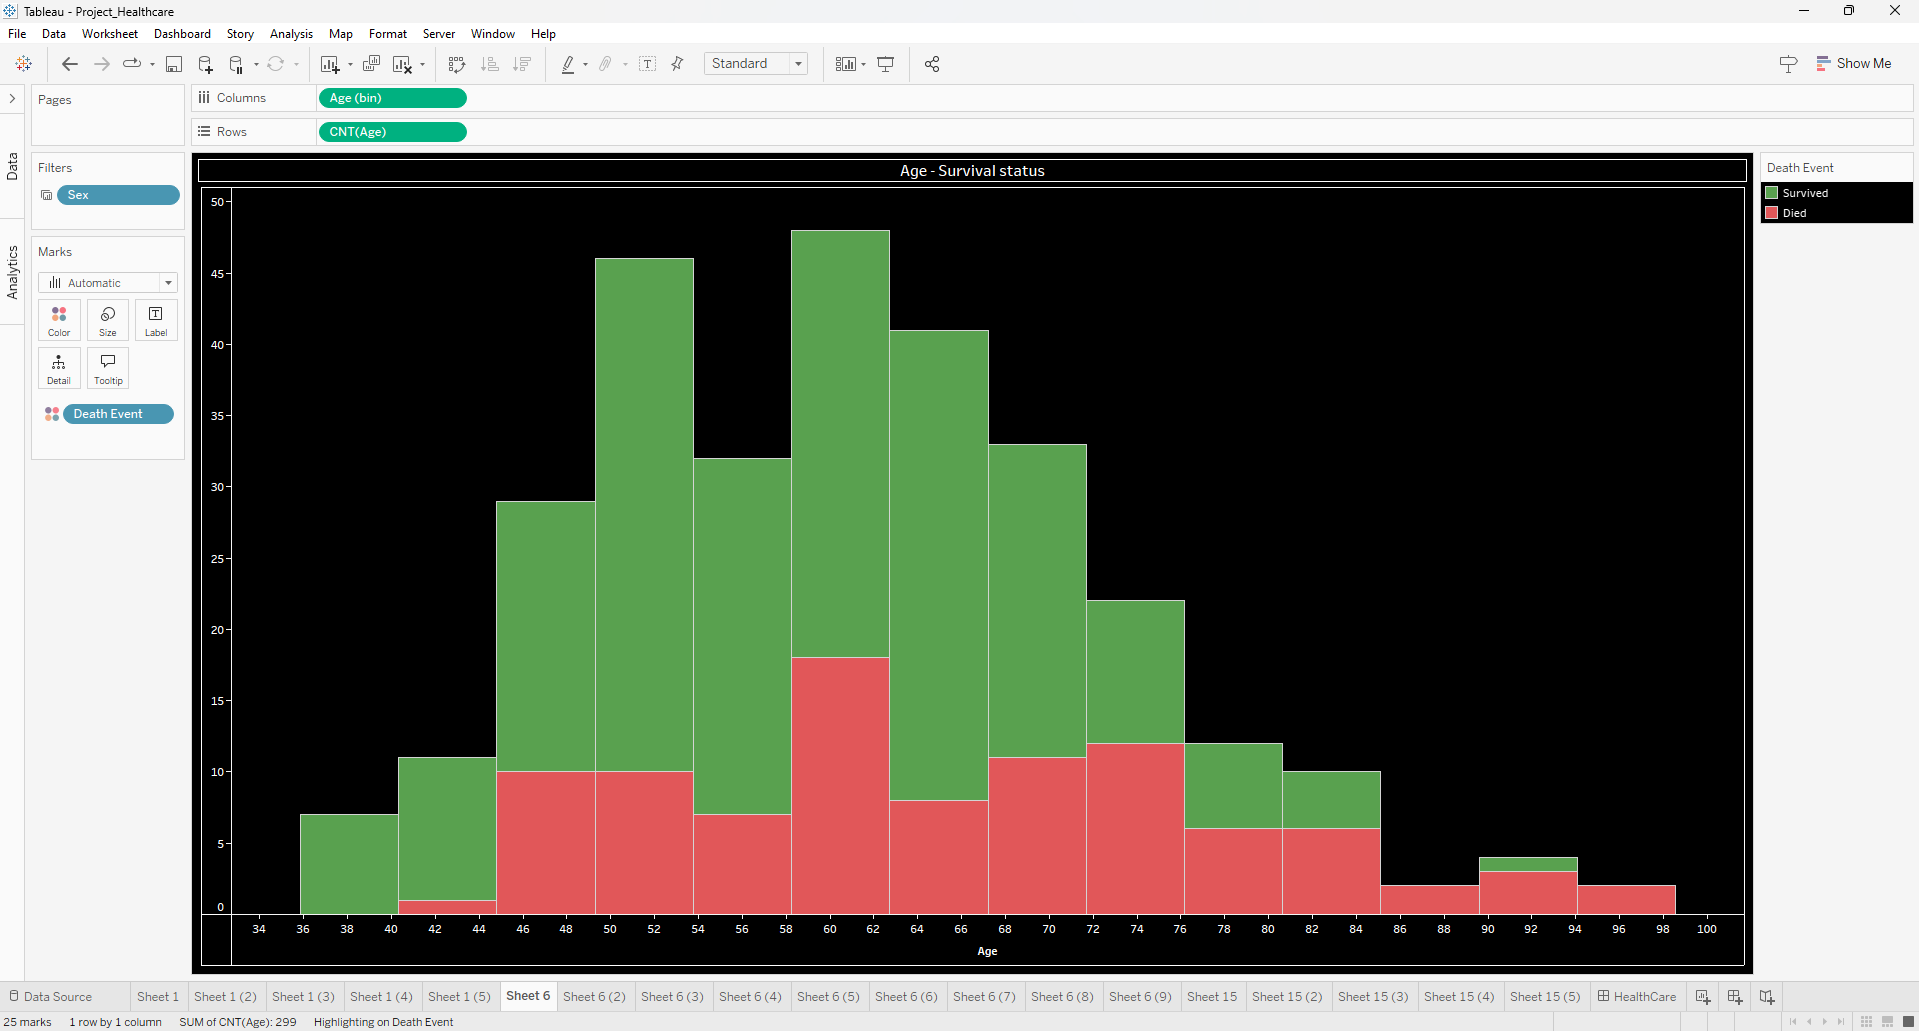 Tableau - Project_Healthcare
File Data Worksheet Dashboard Story Analysis Map Format Server Window Help
Standard
Show Me
Data
Analytics
Pages
Filters
Sex
Marks
Automatic
Color Size Label
Detail Tooltip
Death Event
Columns Age (bin)
Rows CNT(Age)
Age - Survival status
50
45
40
35
30
25
20
15
10
5
0
34 36 38 40 42 44 46 48 50 52 54 56 58 60 62 64 66 68 70 72 74 76 78 80 82 84 86 88 90 92 94 96 98 100
Age
Death Event
Survived
Died
Data Source Sheet 1 Sheet 1 (2) Sheet 1 (3) Sheet 1 (4) Sheet 1 (5) Sheet 6 Sheet 6 (2) Sheet 6 (3) Sheet 6 (4) Sheet 6 (5) Sheet 6 (6) Sheet 6 (7) Sheet 6 (8) Sheet 6 (9) Sheet 15 Sheet 15 (2) Sheet 15 (3) Sheet 15 (4) Sheet 15 (5) HealthCare
25 marks 1 row by 1 column SUM of CNT(Age): 299 Highlighting on Death Event